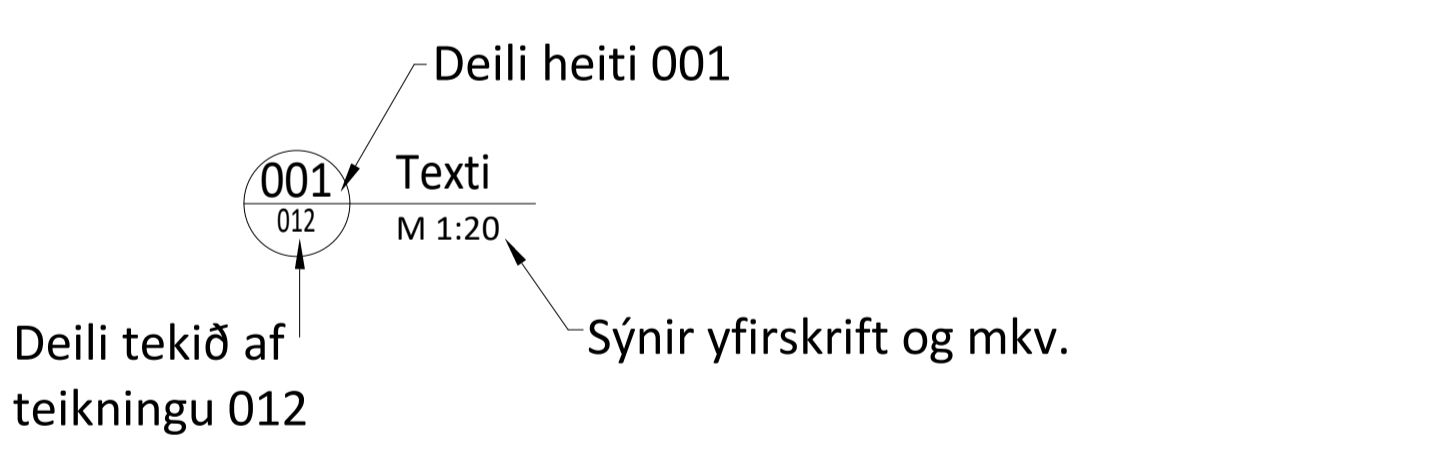 Deili heiti 001
001
Texti
012
M 1:20
Deili tekið af
teikningu 012
Sýnir yfirskrift og mkv.